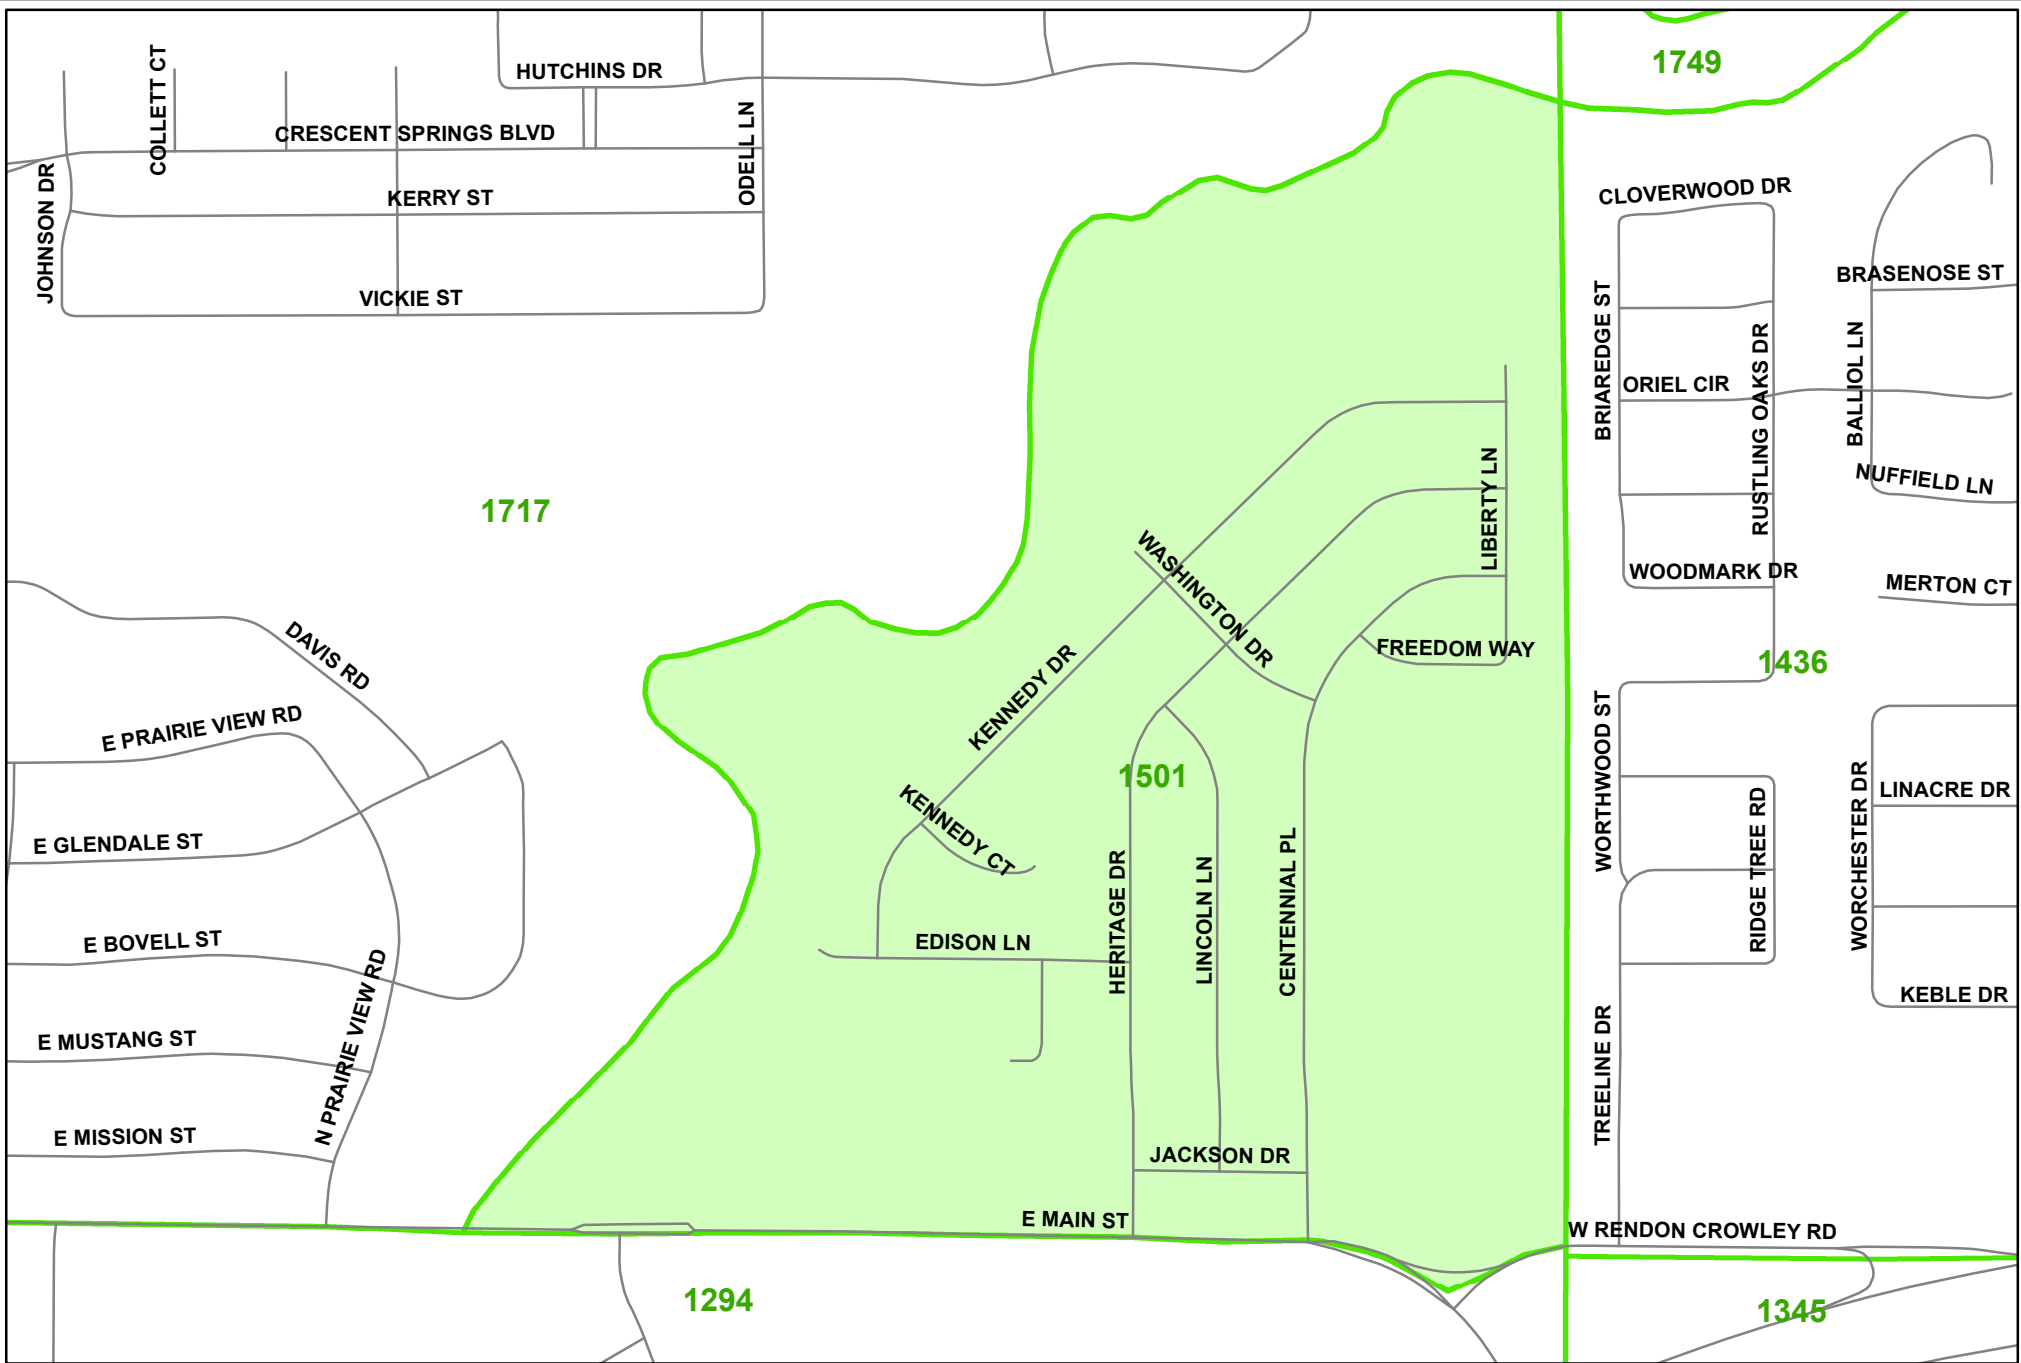 1749
HUTCHINS DR
COLLETT CT
CRESCENT SPRINGS BLVD
ODELL LN
JOHNSON DR
KERRY ST
VICKIE ST
CLOVERWOOD DR
BRASENOSE ST
BRIAREDGE ST
ORIEL CIR
RUSTLING OAKS DR
BALLIOL LN
NUFFIELD LN
1717
LIBERTY LN
WASHINGTON DR
WOODMARK DR
MERTON CT
DAVIS RD
FREEDOM WAY
1436
KENNEDY DR
E PRAIRIE VIEW RD
WORTHWOOD ST
1501
KENNEDY CT
RIDGE TREE RD
WORCHESTER DR
LINACRE DR
E GLENDALE ST
HERITAGE DR
LINCOLN LN
CENTENNIAL PL
EDISON LN
E BOVELL ST
N PRAIRIE VIEW RD
KEBLE DR
E MUSTANG ST
TREELINE DR
E MISSION ST
JACKSON DR
E MAIN ST
W RENDON CROWLEY RD
1294
1345